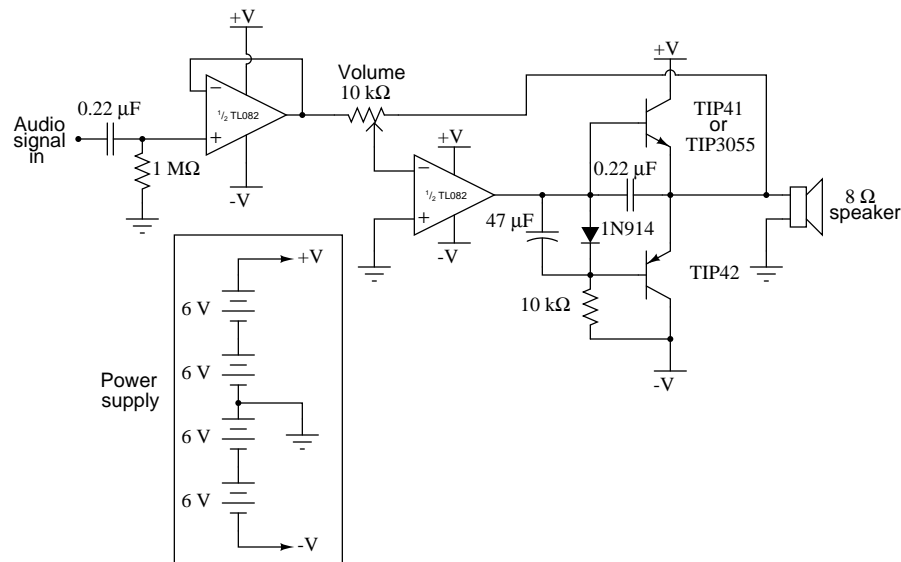 +V
Volume
10 kΩ
+V
0.22 µF
Audio
signal
in
−
½ TL082
+
TIP41
or
TIP3055
1 MΩ
-V
+V
−
½ TL082
+
0.22 µF
8 Ω
speaker
47 µF
1N914
-V
TIP42
10 kΩ
-V
+V
6 V
6 V
Power
supply
6 V
6 V
-V